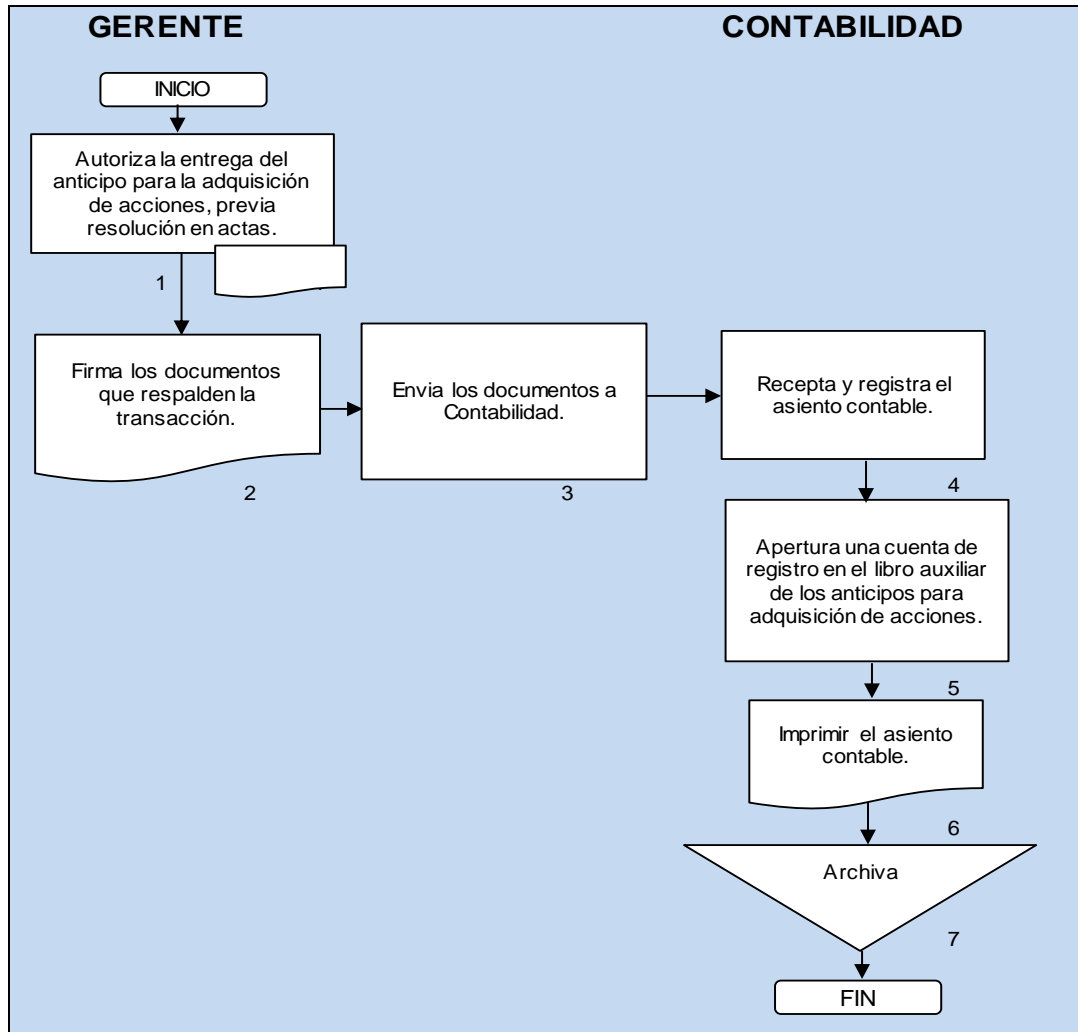 GERENTE
CONTABILIDAD
INICIO
Autoriza la entrega del
anticipo para la adquisición
de acciones, previa
resolución en actas.
1
Firma los documentos
que respalden la
transacción.
2
Envia los documentos a
Contabilidad.
3
Recepta y registra el
asiento contable.
4
Apertura una cuenta de
registro en el libro auxiliar
de los anticipos para
adquisición de acciones.
5
Imprimir el asiento
contable.
6
Archiva
7
FIN